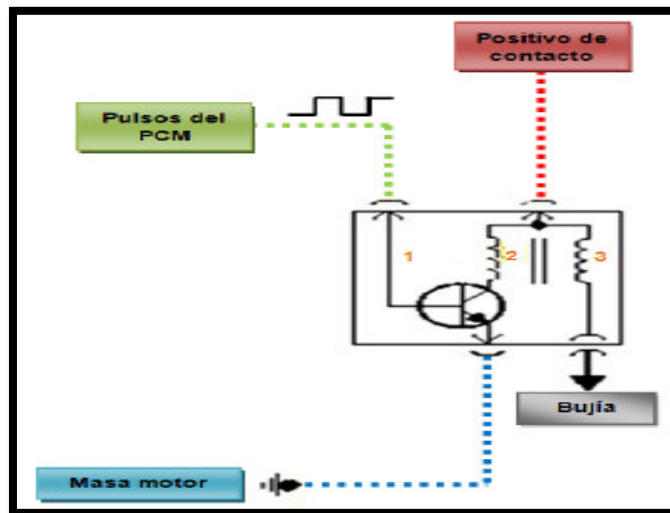 Positivo de
contacto
Pulsos del
PCM
1
2
3
Bujía
Masa motor